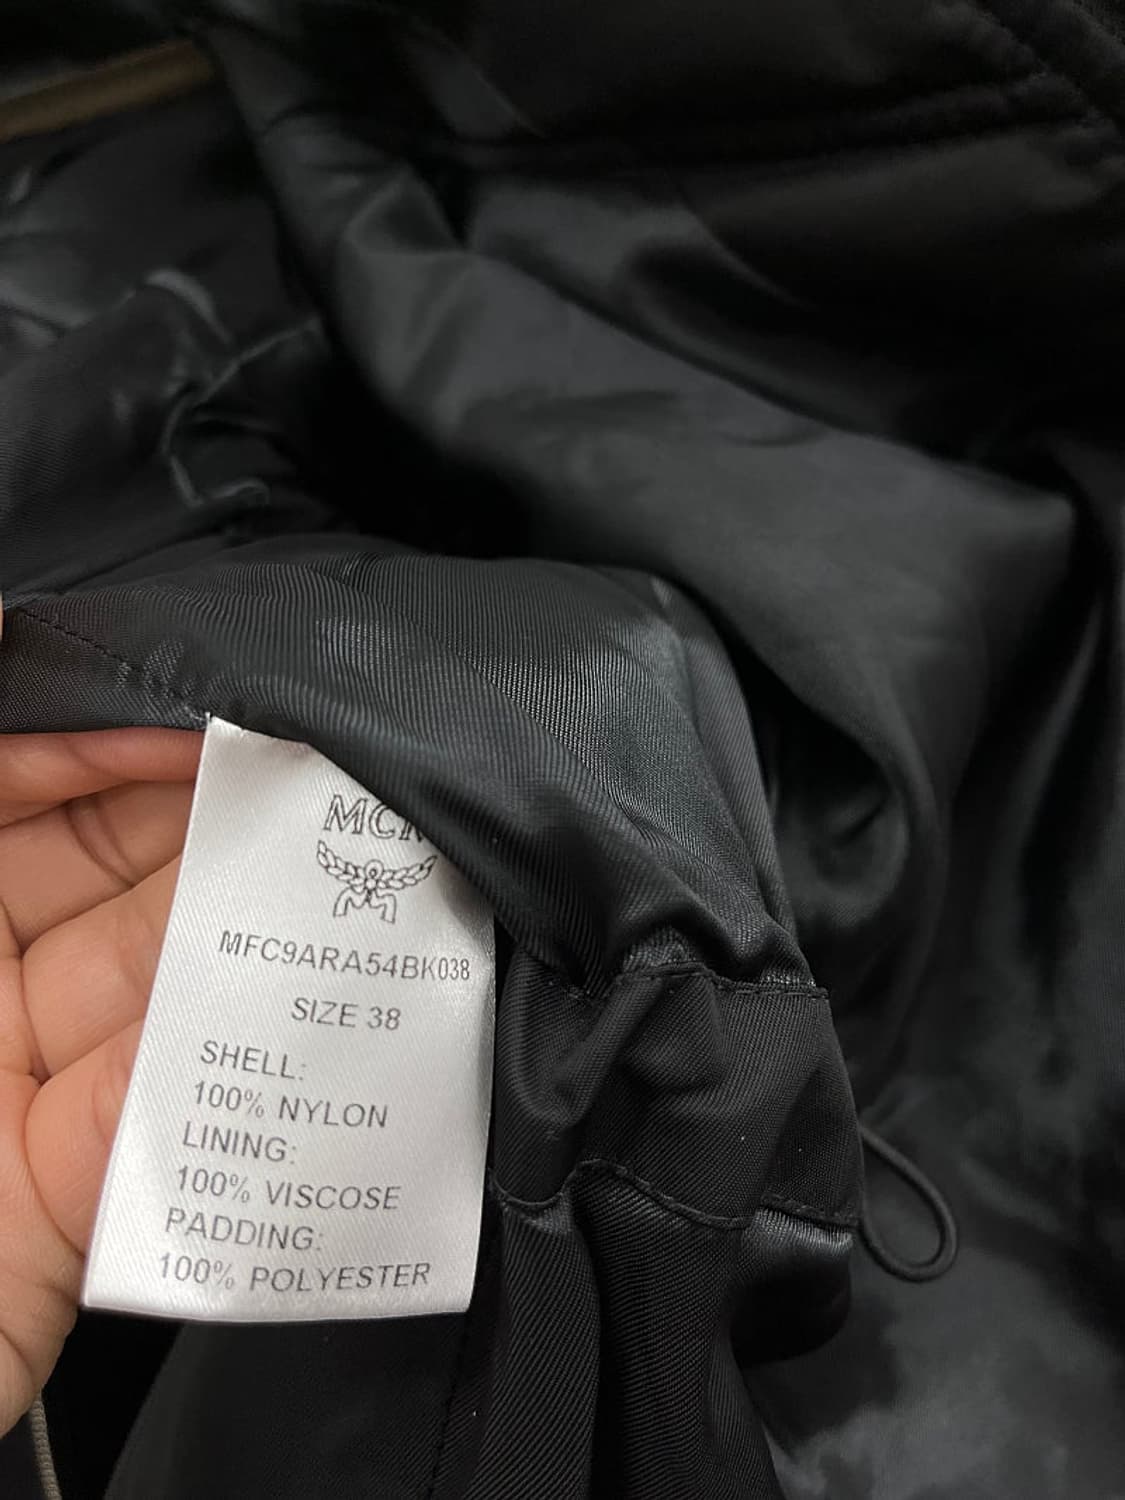 MCM
MFC9ARA54BK038
SIZE 38
SHELL:
100% NYLON
LINING:
100% VISCOSE
PADDING:
100% POLYESTER